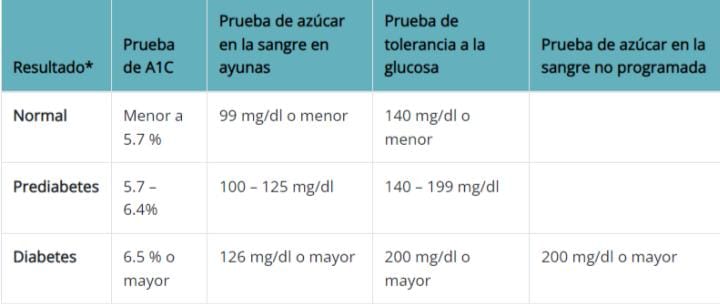 Resultado*
Prueba
de A1C
Prueba de azúcar
en la sangre en
ayunas
Prueba de
tolerancia a la
glucosa
Prueba de azúcar en la
sangre no programada
Normal
Menor a
5.7 %
99 mg/dl o menor
140 mg/dl o
menor
Prediabetes
5.7 –
6.4%
100 – 125 mg/dl
140 – 199 mg/dl
Diabetes
6.5 % o
mayor
126 mg/dl o mayor
200 mg/dl o
mayor
200 mg/dl o mayor